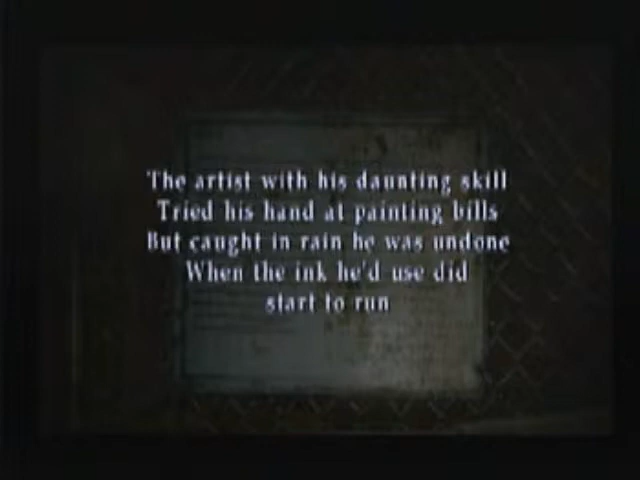 The artist with his daunting skill
Tried his hand at painting bills
But caught in rain he was undone
When the ink he'd use did
start to run